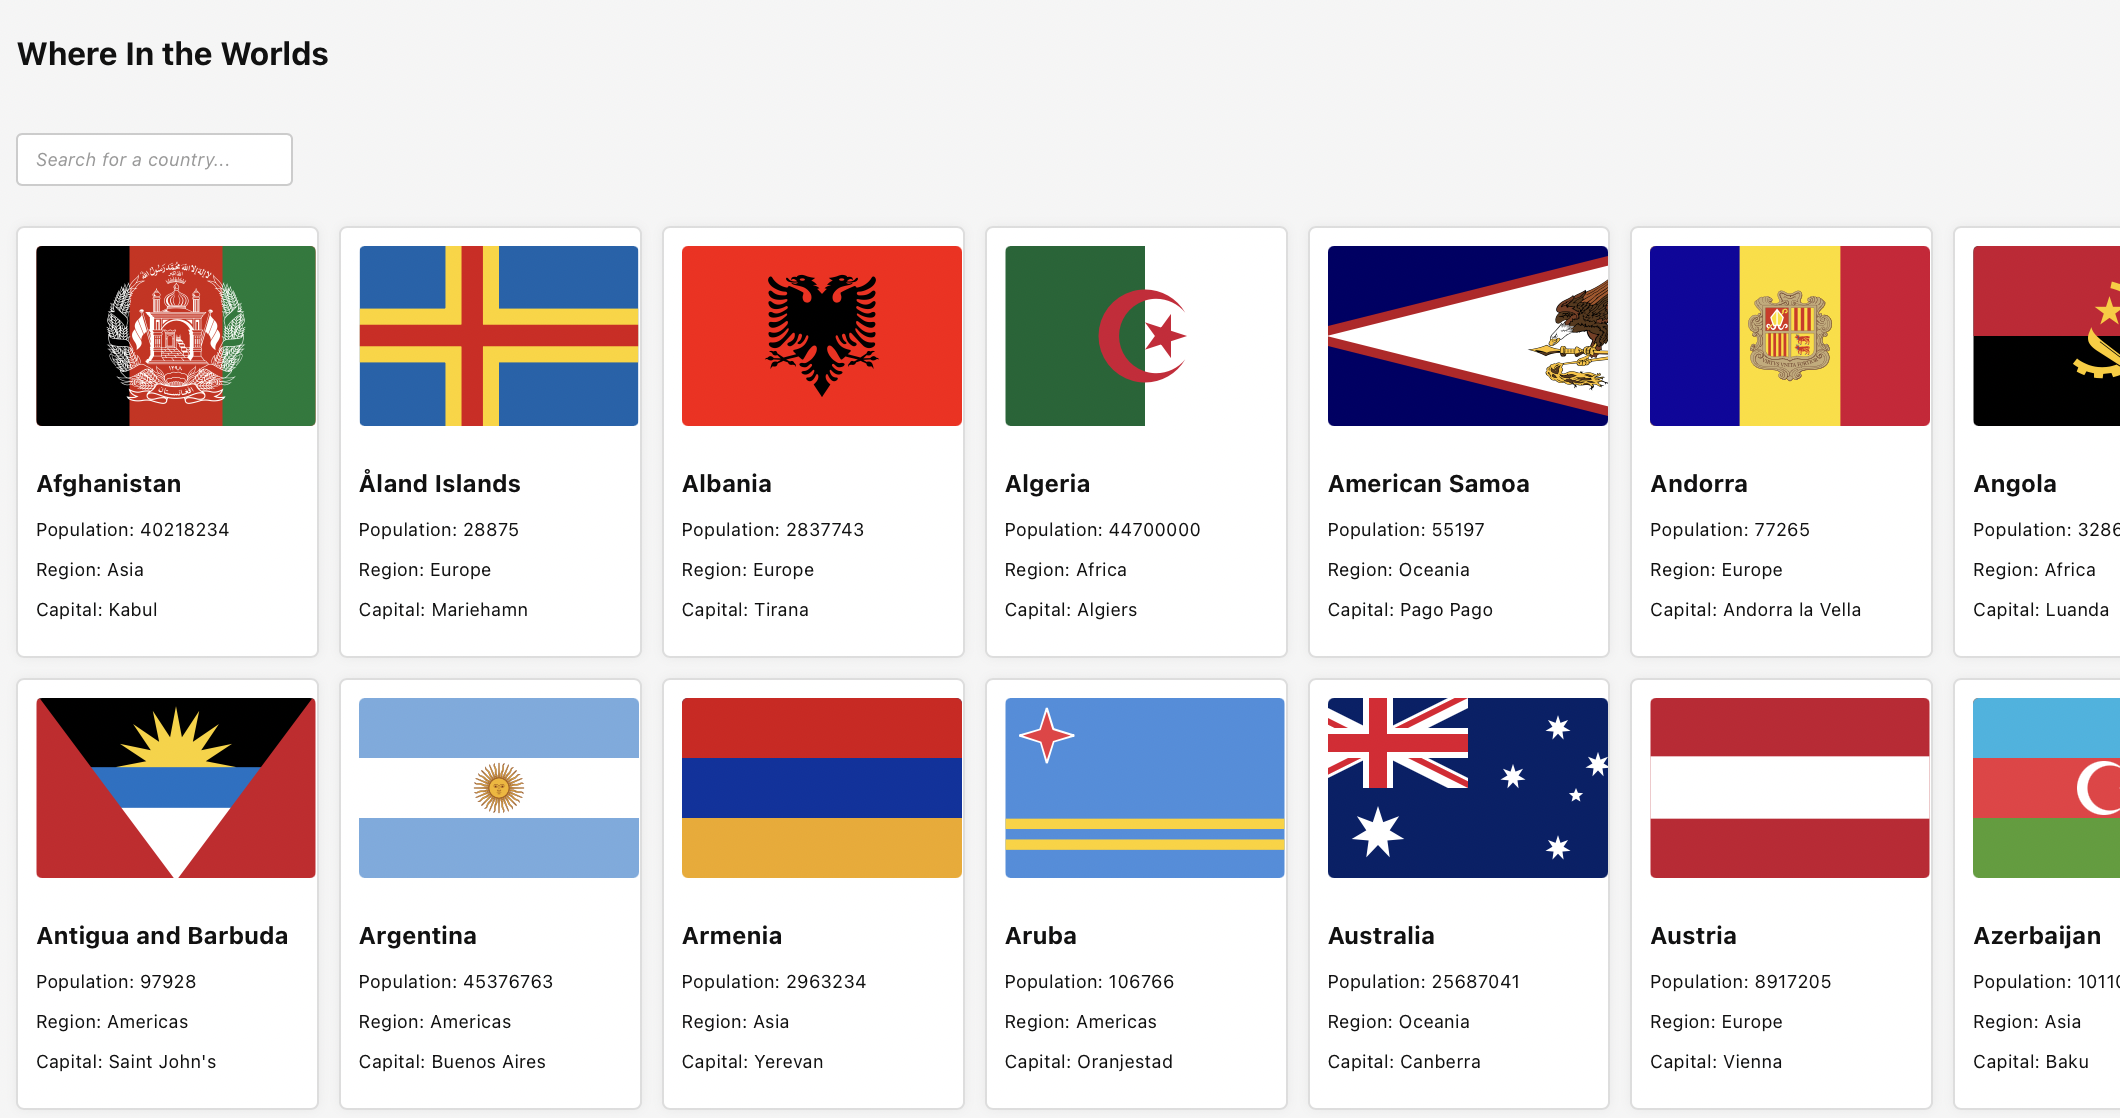 Where In the Worlds
Search for a country...
Afghanistan
Population: 40218234
Region: Asia
Capital: Kabul
Åland Islands
Population: 28875
Region: Europe
Capital: Mariehamn
Albania
Population: 2837743
Region: Europe
Capital: Tirana
Algeria
Population: 44700000
Region: Africa
Capital: Algiers
American Samoa
Population: 55197
Region: Oceania
Capital: Pago Pago
Andorra
Population: 77265
Region: Europe
Capital: Andorra la Vella
Angola
Population: 3286
Region: Africa
Capital: Luanda
Antigua and Barbuda
Population: 97928
Region: Americas
Capital: Saint John's
Argentina
Population: 45376763
Region: Americas
Capital: Buenos Aires
Armenia
Population: 2963234
Region: Asia
Capital: Yerevan
Aruba
Population: 106766
Region: Americas
Capital: Oranjestad
Australia
Population: 25687041
Region: Oceania
Capital: Canberra
Austria
Population: 8917205
Region: Europe
Capital: Vienna
Azerbaijan
Population: 10110
Region: Asia
Capital: Baku